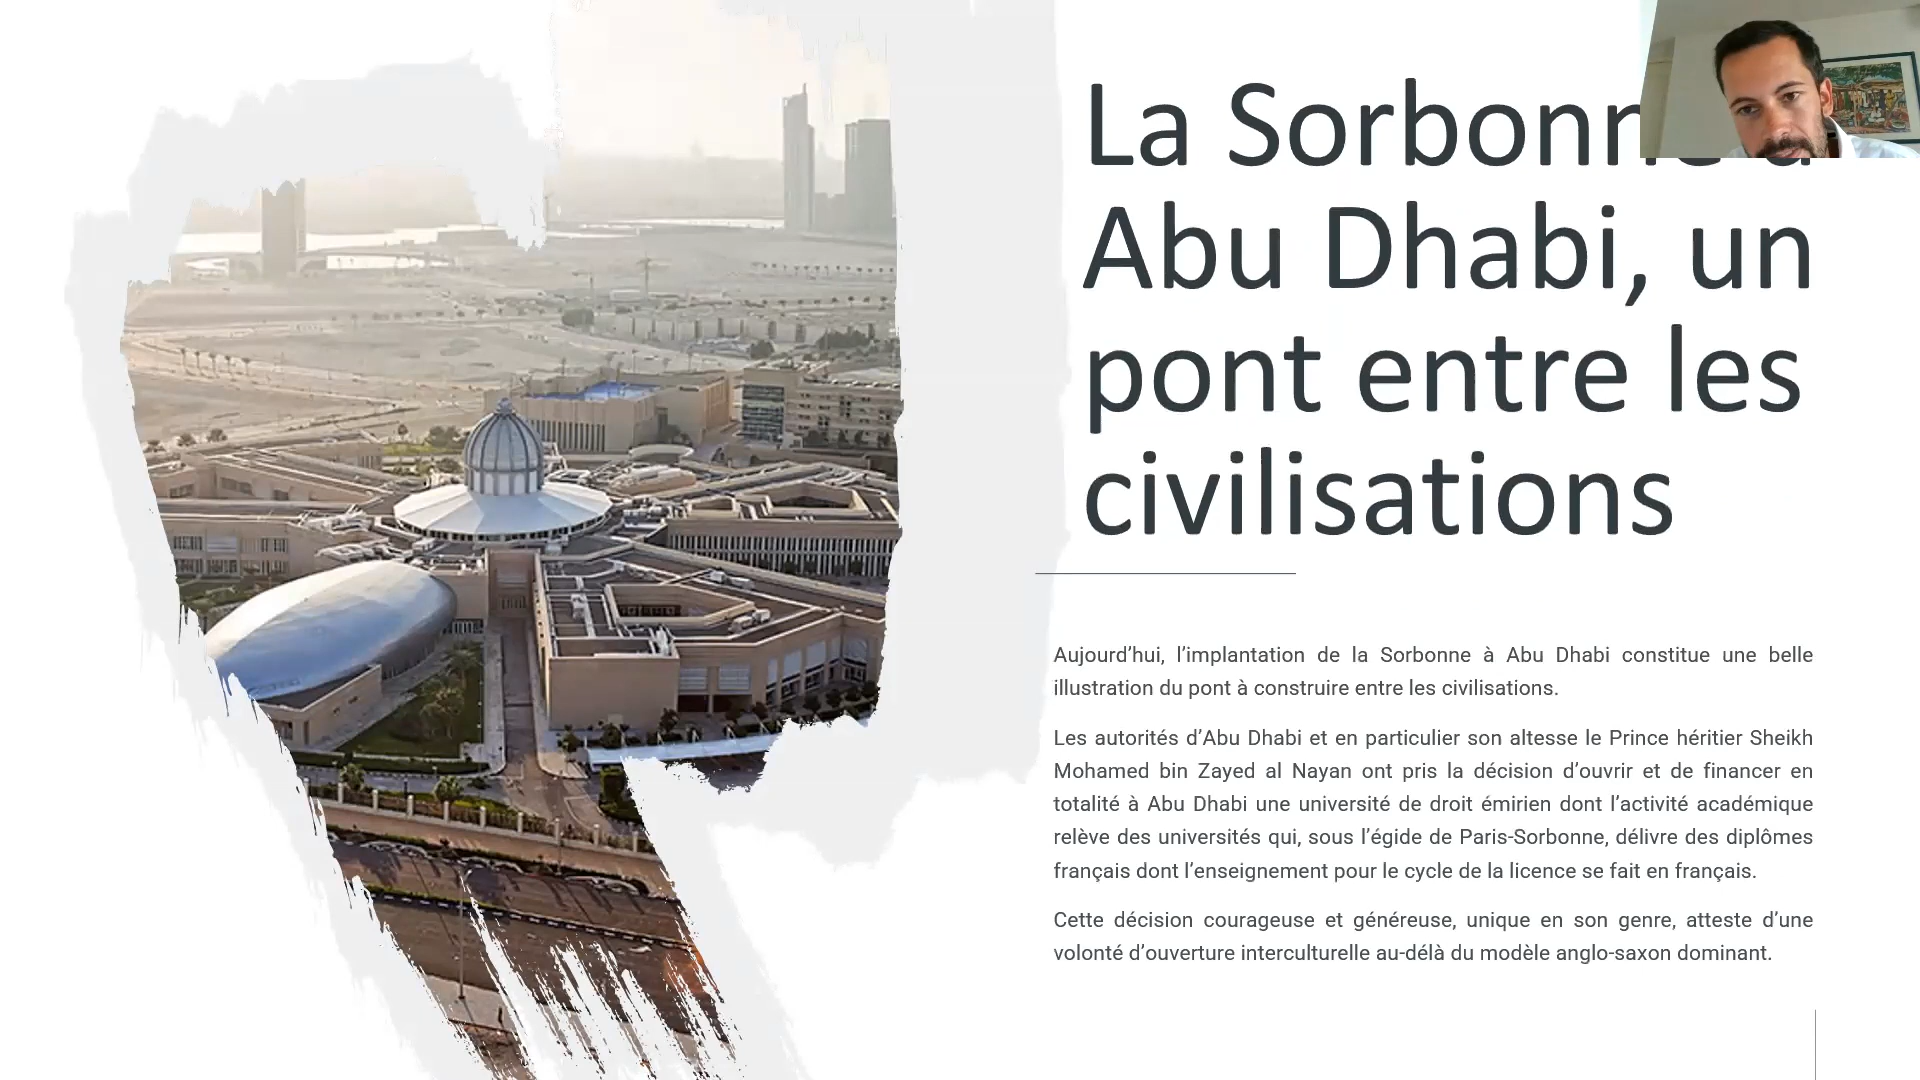 La Sorbonne à
Abu Dhabi, un
pont entre les
civilisations
Aujourd’hui, l’implantation de la Sorbonne à Abu Dhabi constitue une belle
illustration du pont à construire entre les civilisations.
Les autorités d’Abu Dhabi et en particulier son altesse le Prince héritier Sheikh
Mohamed bin Zayed al Nayan ont pris la décision d’ouvrir et de financer en
totalité à Abu Dhabi une université de droit émirien dont l’activité académique
relève des universités qui, sous l’égide de Paris-Sorbonne, délivre des diplômes
français dont l’enseignement pour le cycle de la licence se fait en français.
Cette décision courageuse et généreuse, unique en son genre, atteste d’une
volonté d’ouverture interculturelle au-délà du modèle anglo-saxon dominant.